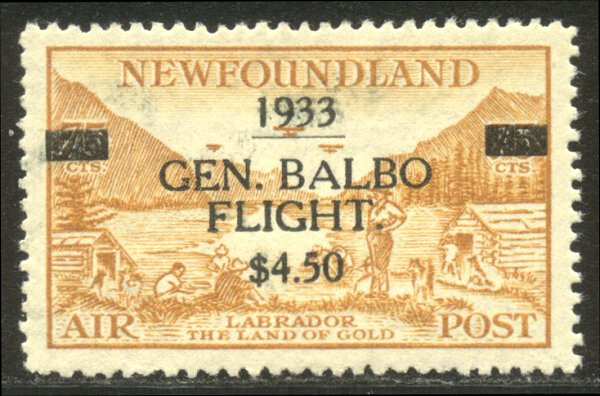 NEWFOUNDLAND
1933
75 75
CTS. CTS.
GEN. BALBO
FLIGHT.
$4.50
AIR LABRADOR POST
THE LAND OF GOLD